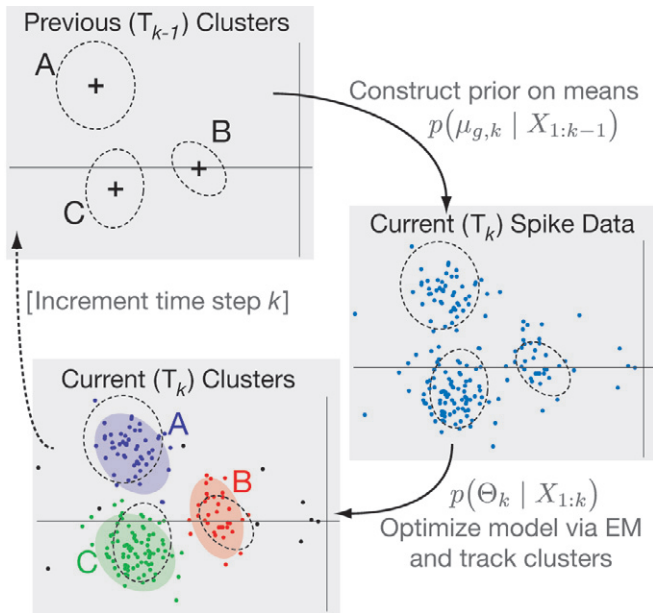 Previous (T_{k-1}) Clusters
A
B
C
Construct prior on means
p(μ_{g,k} | X_{1:k−1})
Current (T_k) Spike Data
[Increment time step k]
Current (T_k) Clusters
A
B
C
p(Θ_k | X_{1:k})
Optimize model via EM
and track clusters